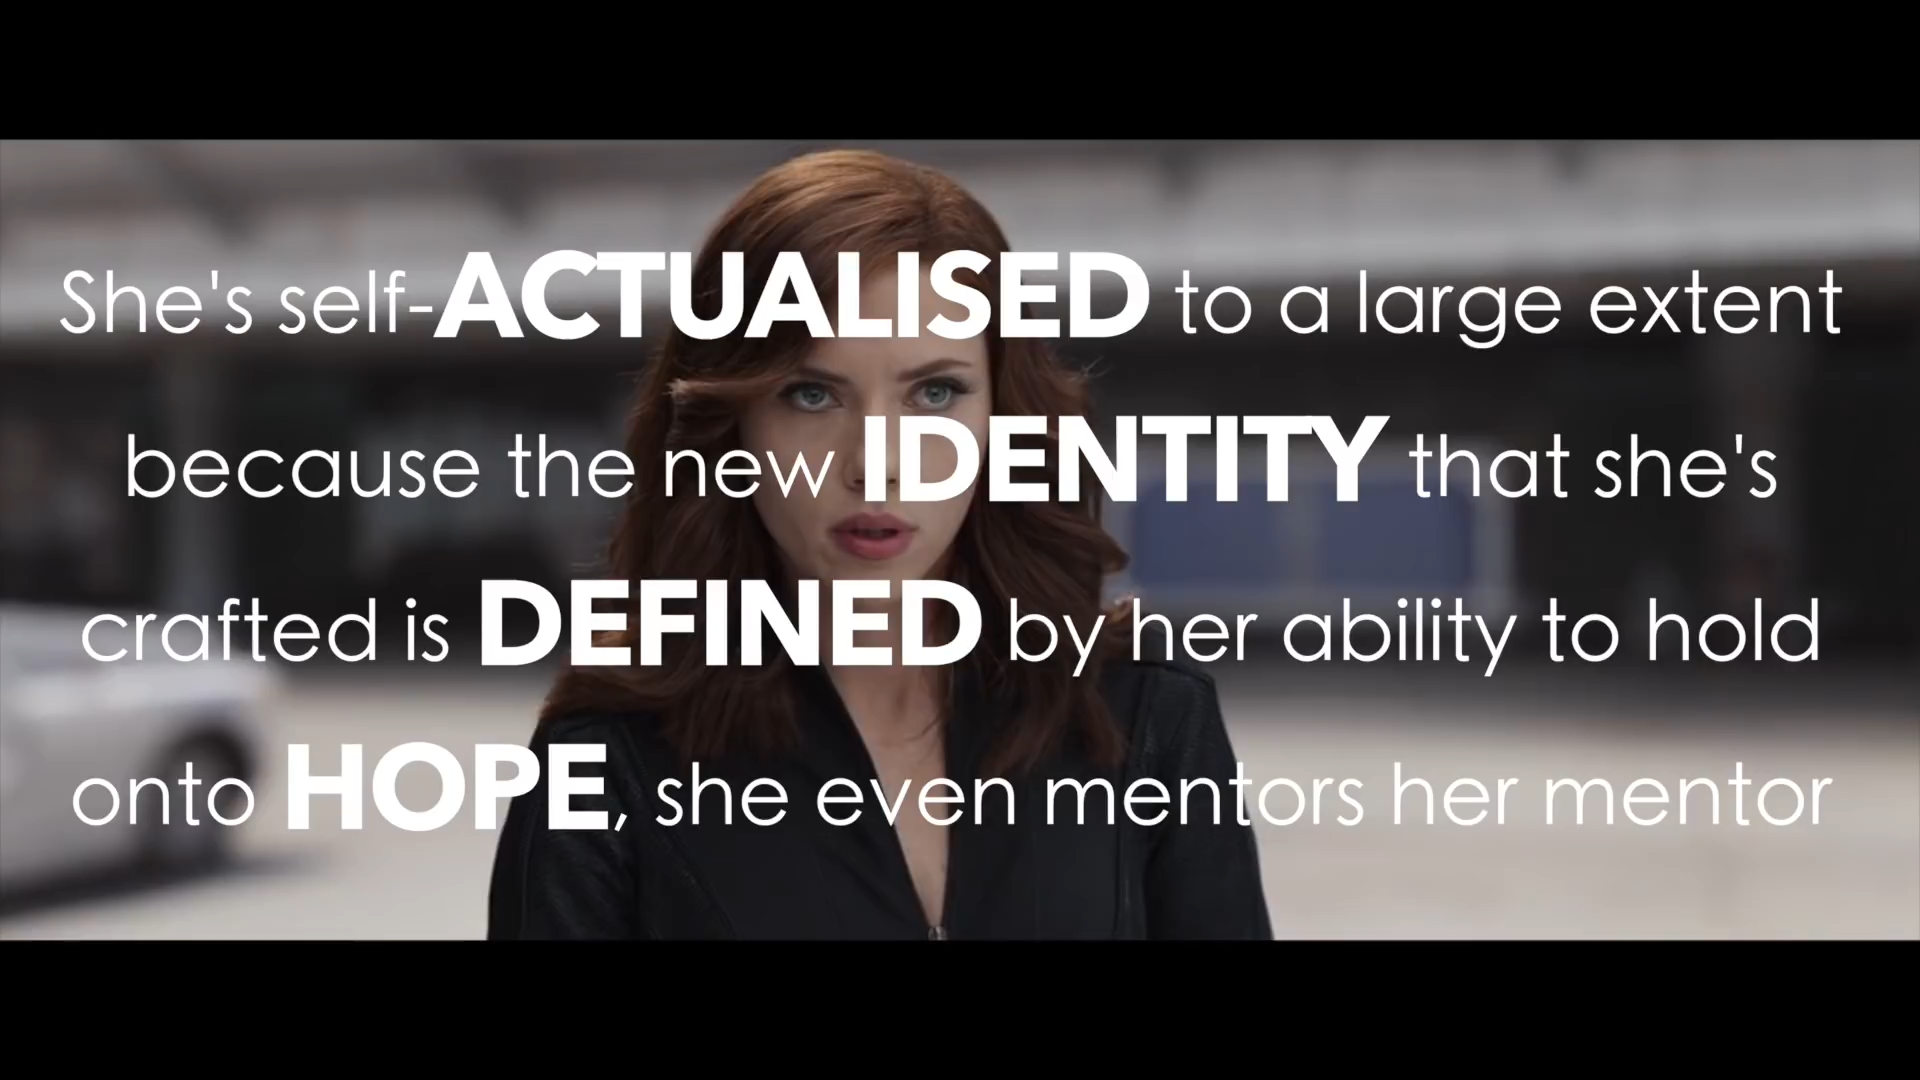 She's self-ACTUALISED to a large extent
because the new IDENTITY that she's
crafted is DEFINED by her ability to hold
onto HOPE, she even mentors her mentor